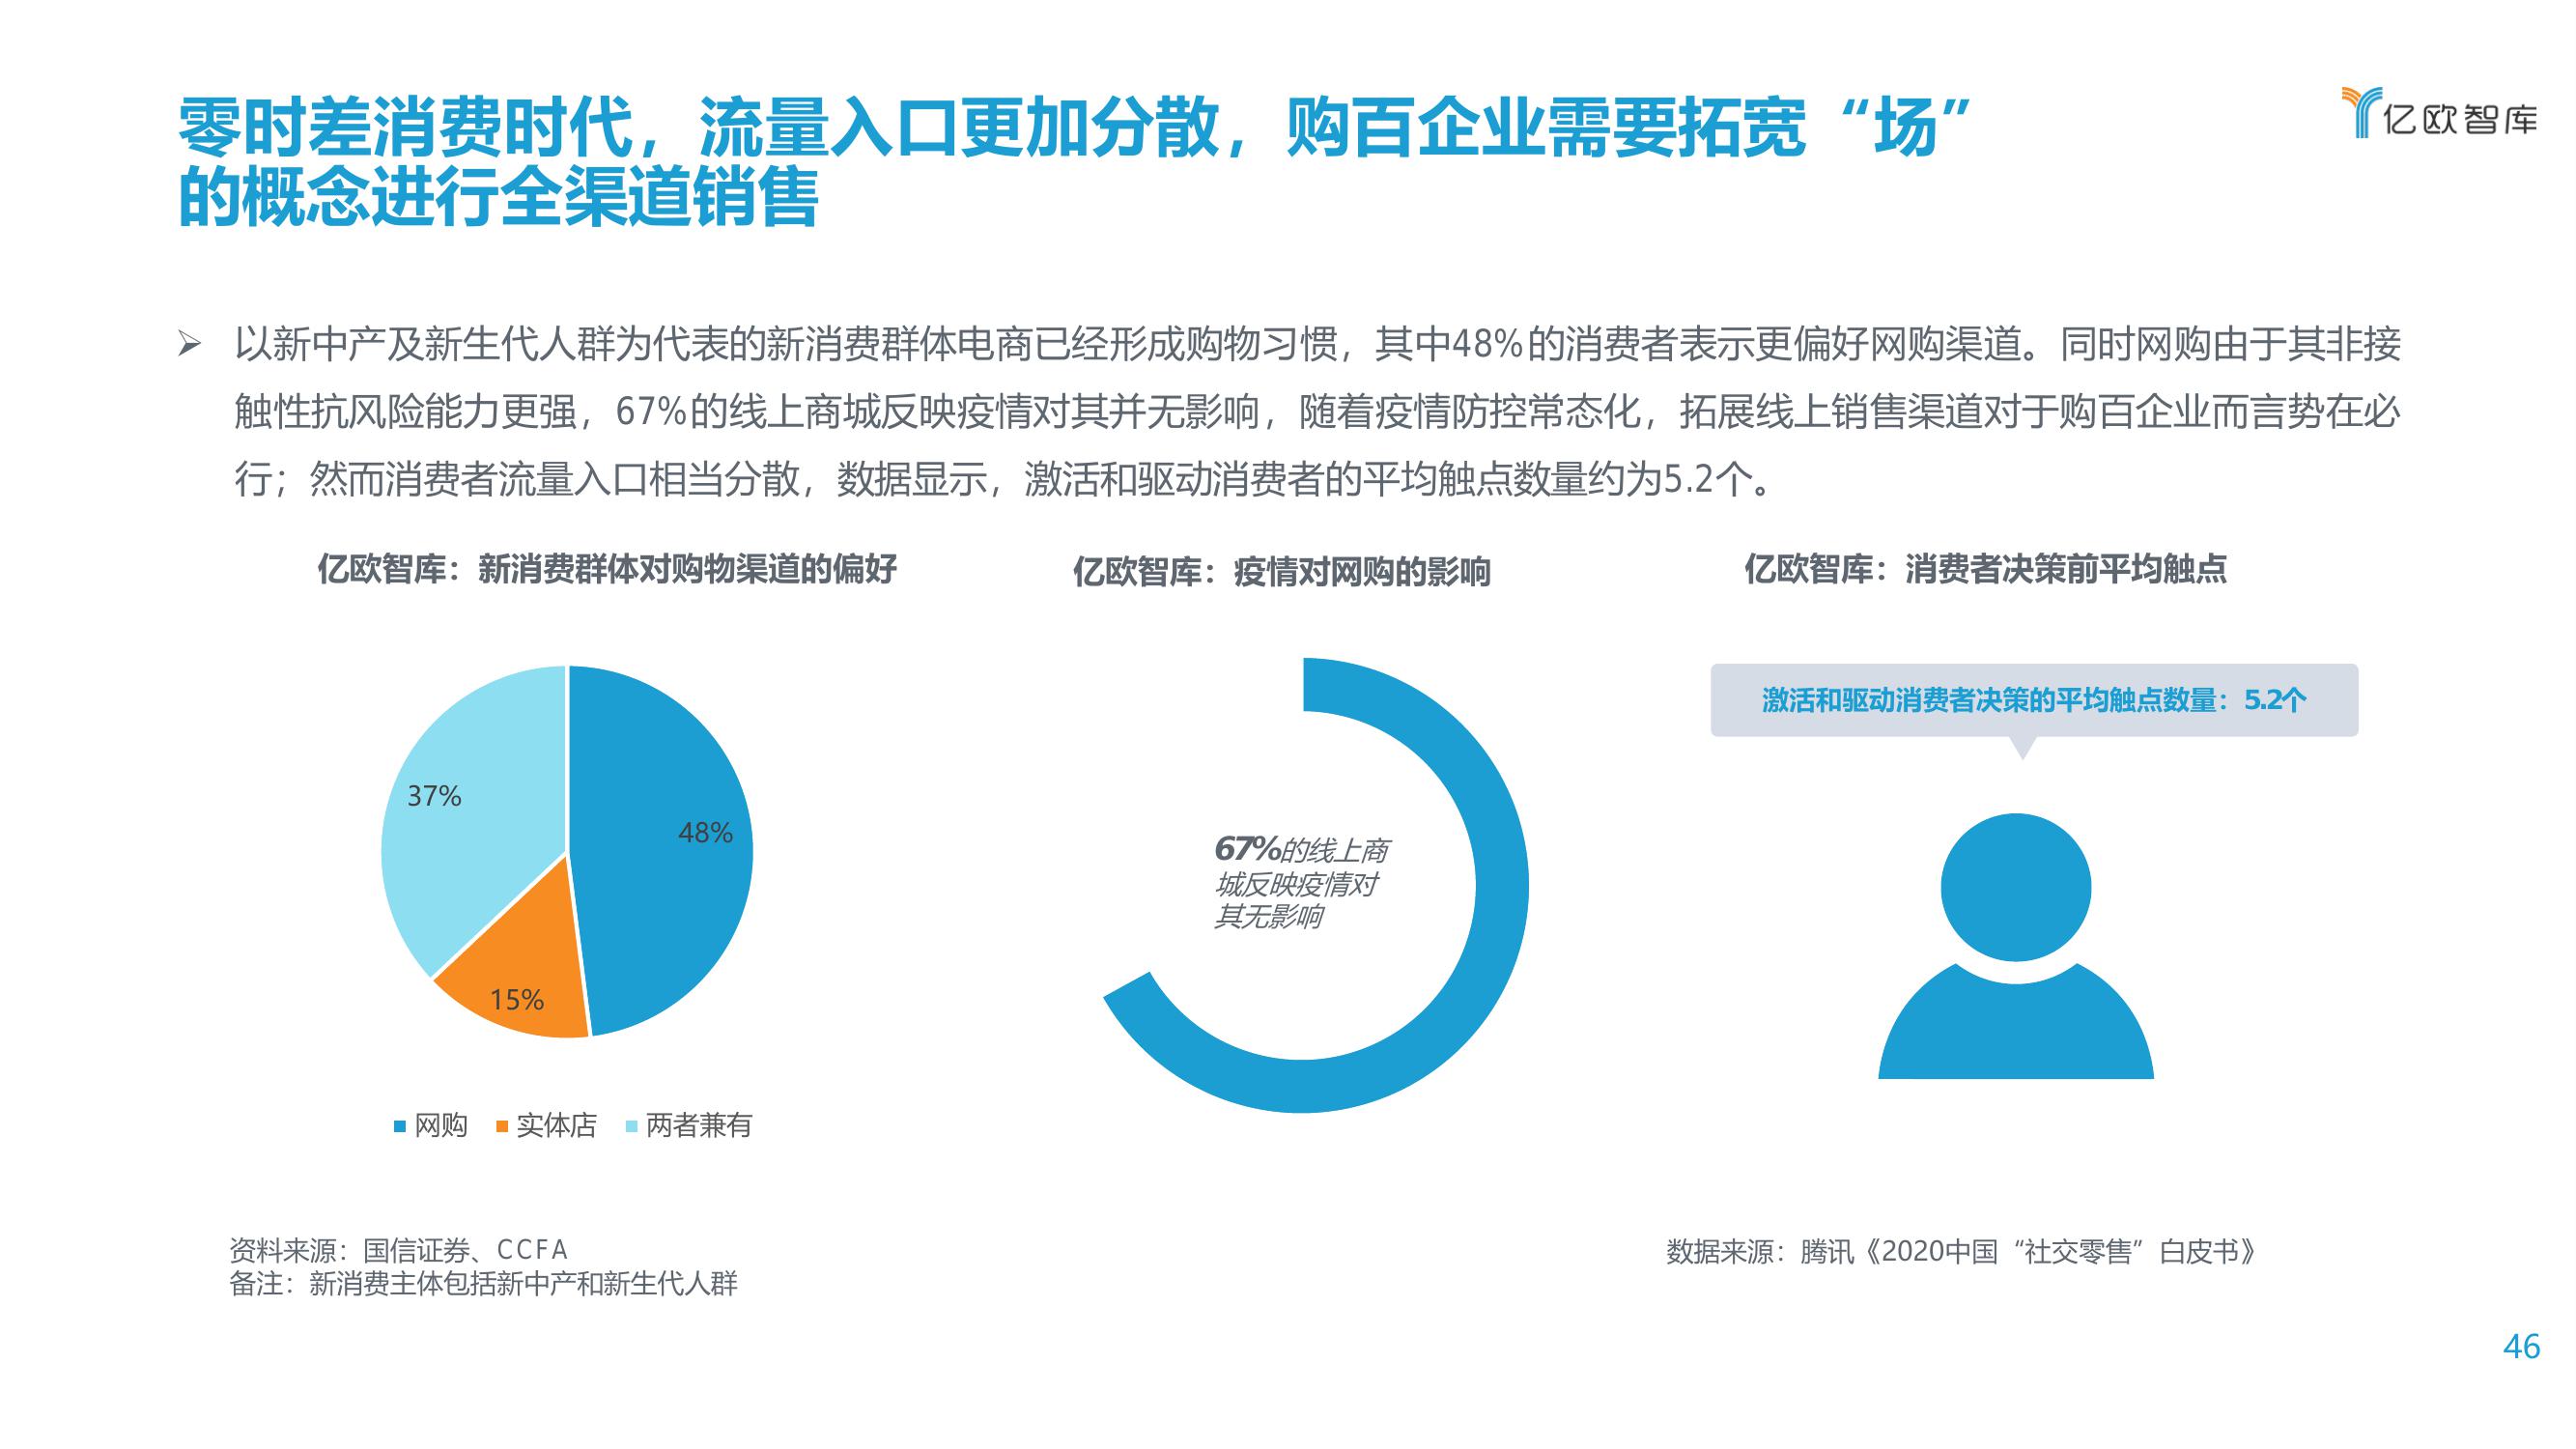 零时差消费时代，流量入口更加分散，购百企业需要拓宽“场”
的概念进行全渠道销售
亿欧智库
➢ 以新中产及新生代人群为代表的新消费群体电商已经形成购物习惯，其中48%的消费者表示更偏好网购渠道。同时网购由于其非接
触性抗风险能力更强，67%的线上商城反映疫情对其并无影响，随着疫情防控常态化，拓展线上销售渠道对于购百企业而言势在必
行；然而消费者流量入口相当分散，数据显示，激活和驱动消费者的平均触点数量约为5.2个。
亿欧智库：新消费群体对购物渠道的偏好
37%
48%
15%
网购 实体店 两者兼有
亿欧智库：疫情对网购的影响
67%的线上商
城反映疫情对
其无影响
亿欧智库：消费者决策前平均触点
激活和驱动消费者决策的平均触点数量：5.2个
资料来源：国信证券、CCFA
备注：新消费主体包括新中产和新生代人群
数据来源：腾讯《2020中国“社交零售”白皮书》
46